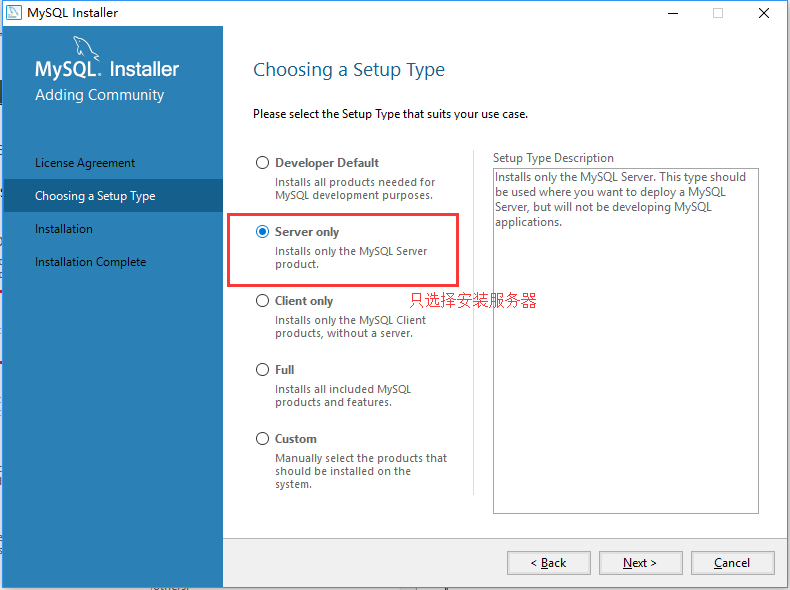 MySQL Installer
MySQL. Installer
Adding Community
License Agreement
Choosing a Setup Type
Installation
Installation Complete
Choosing a Setup Type
Please select the Setup Type that suits your use case.
Developer Default
Installs all products needed for
MySQL development purposes.
Server only
Installs only the MySQL Server
product.
只选择安装服务器
Client only
Installs only the MySQL Client
products, without a server.
Full
Installs all included MySQL
products and features.
Custom
Manually select the products that
should be installed on the
system.
Setup Type Description
Installs only the MySQL Server. This type should
be used where you want to deploy a MySQL
Server, but will not be developing MySQL
applications.
< Back
Next >
Cancel